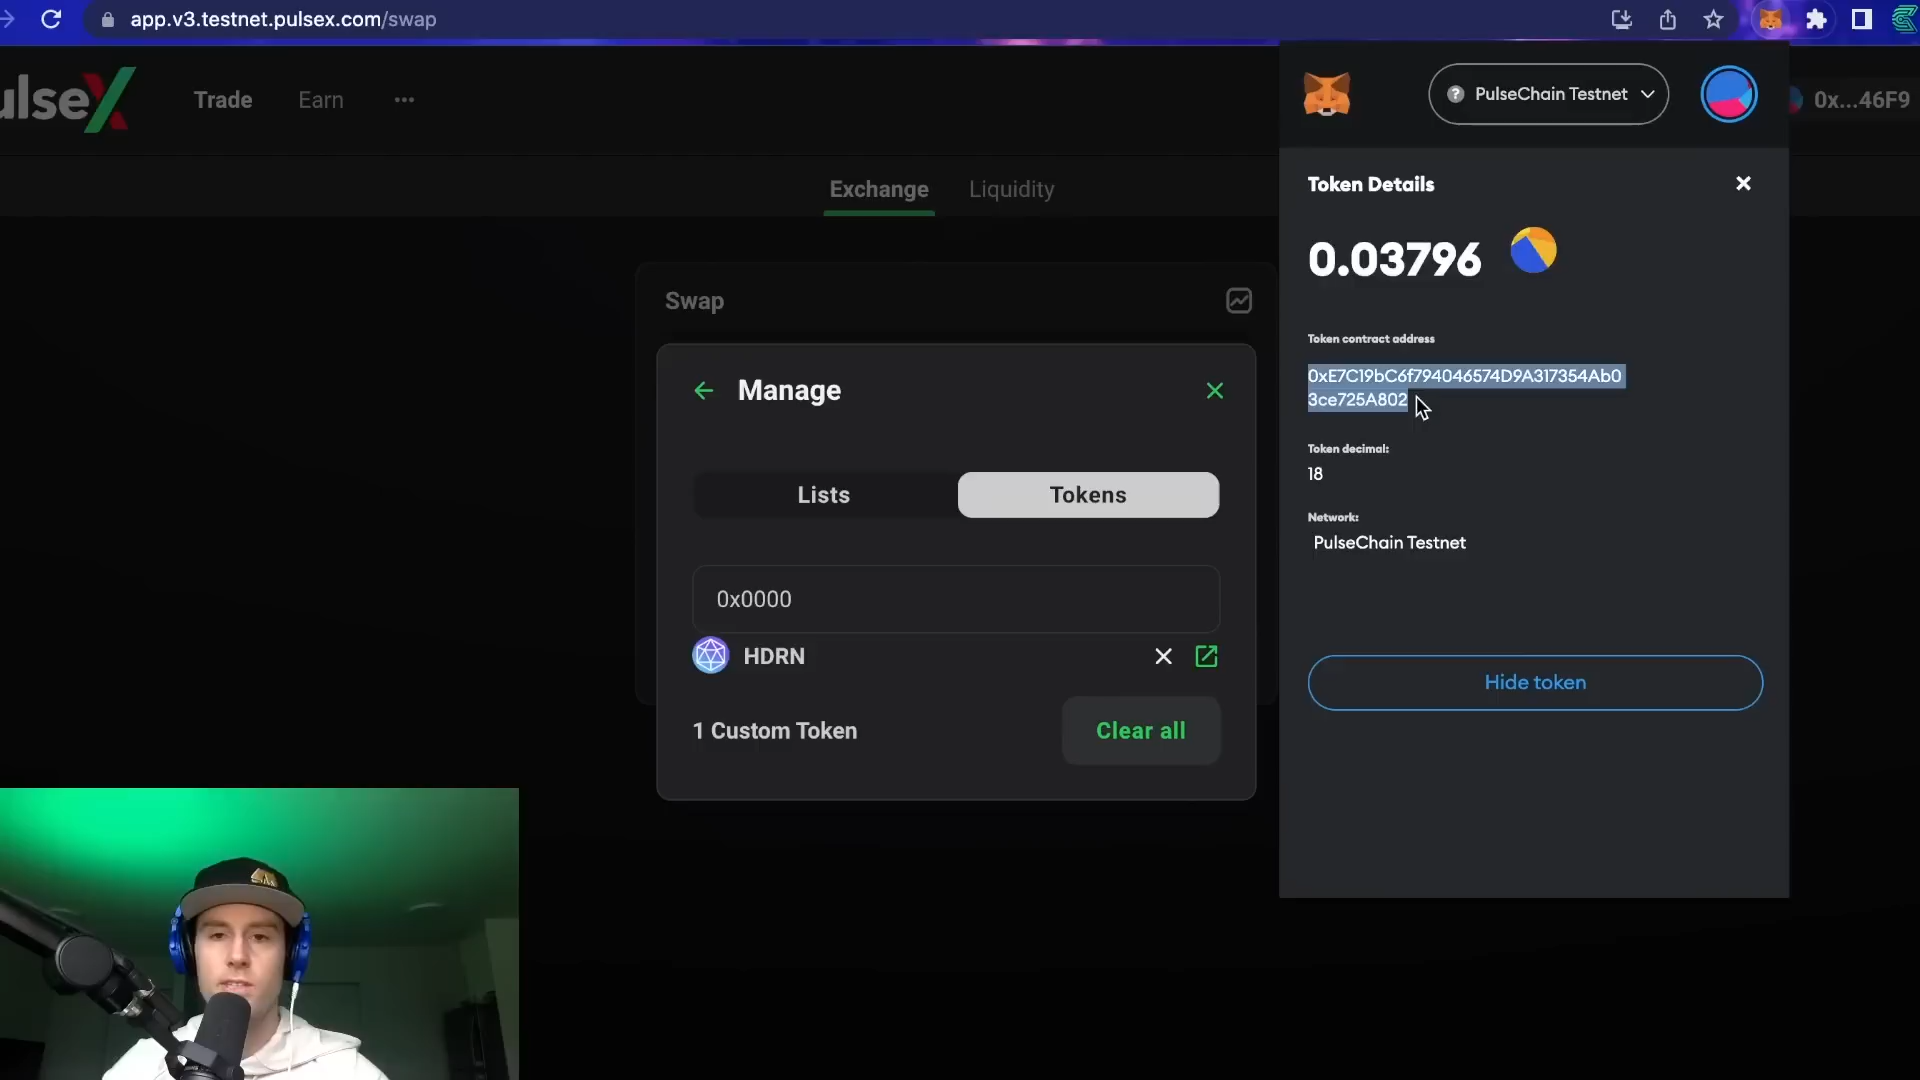 app.v3.testnet.pulsex.com/swap
ulseX
Trade
Earn
PulseChain Testnet
0x...46F9
Exchange
Liquidity
Token Details
0.03796
Swap
Token contract address
0xE7C19bC6f794046574D9A317354Ab0
3ce725A802
Manage
Token decimal:
18
Lists
Tokens
Network:
PulseChain Testnet
0x0000
HDRN
Hide token
1 Custom Token
Clear all